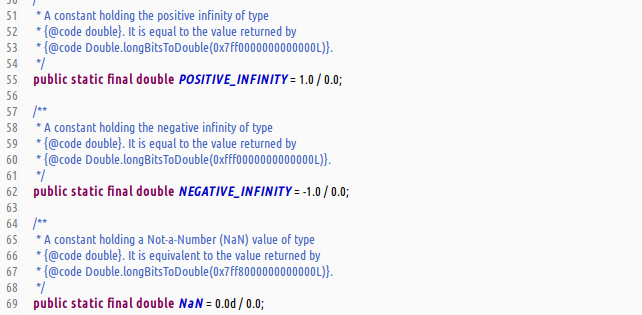 51 * A constant holding the positive infinity of type
52 * {@code double}. It is equal to the value returned by
53 * {@code Double.longBitsToDouble(0x7ff0000000000000L)}.
54 */
55 public static final double POSITIVE_INFINITY = 1.0 / 0.0;
56
57 /**
58 * A constant holding the negative infinity of type
59 * {@code double}. It is equal to the value returned by
60 * {@code Double.longBitsToDouble(0xfff0000000000000L)}.
61 */
62 public static final double NEGATIVE_INFINITY = -1.0 / 0.0;
63
64 /**
65 * A constant holding a Not-a-Number (NaN) value of type
66 * {@code double}. It is equivalent to the value returned by
67 * {@code Double.longBitsToDouble(0x7ff8000000000000L)}.
68 */
69 public static final double NaN = 0.0d / 0.0;